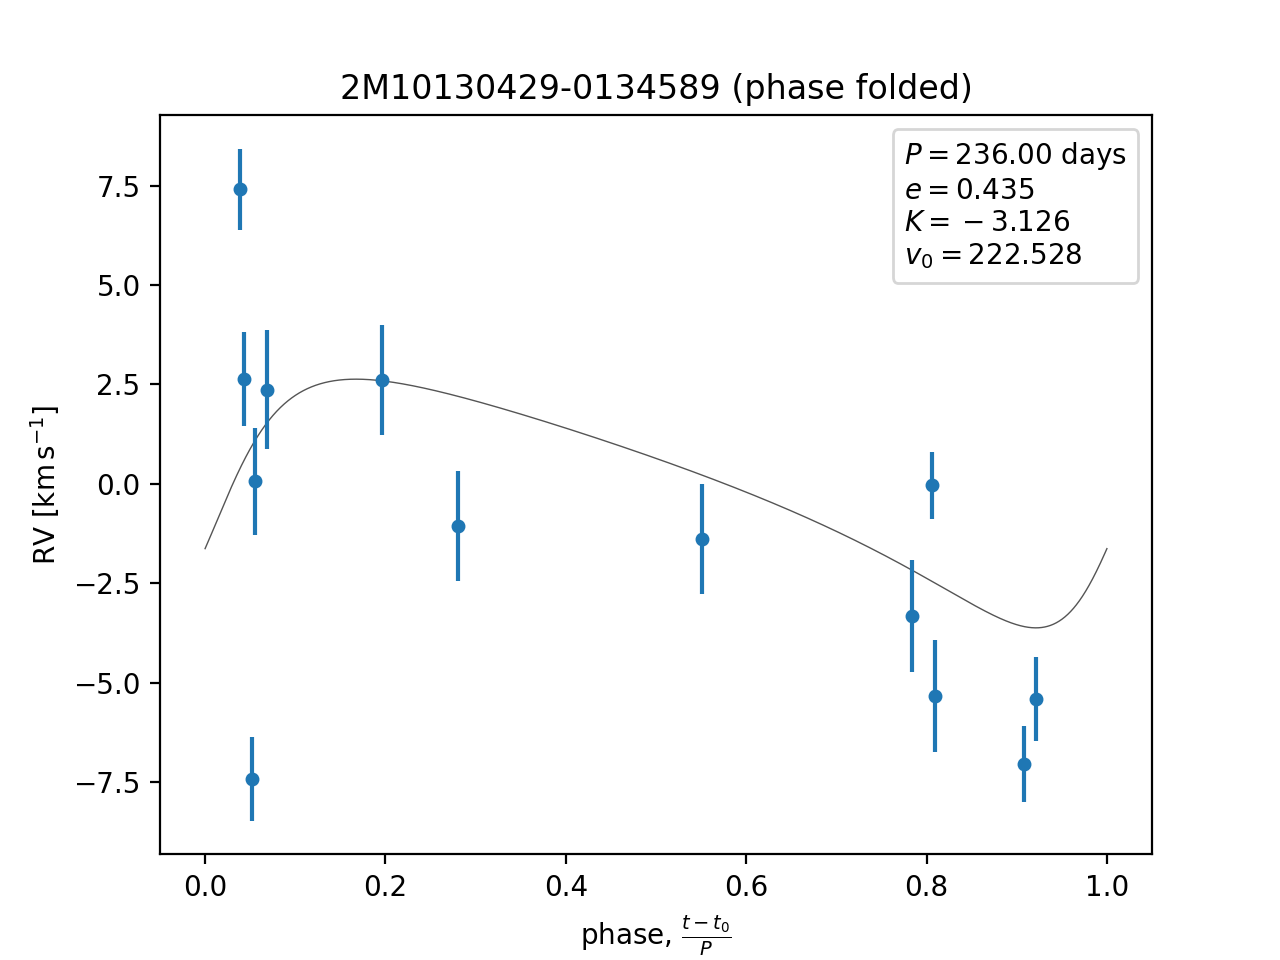 2M10130429-0134589 (phase folded)
P = 236.00 days
e = 0.435
K = −3.126
v₀ = 222.528
7.5
5.0
2.5
0.0
−2.5
−5.0
−7.5
RV [km s⁻¹]
0.0 0.2 0.4 0.6 0.8 1.0
phase, (t − t₀)/P